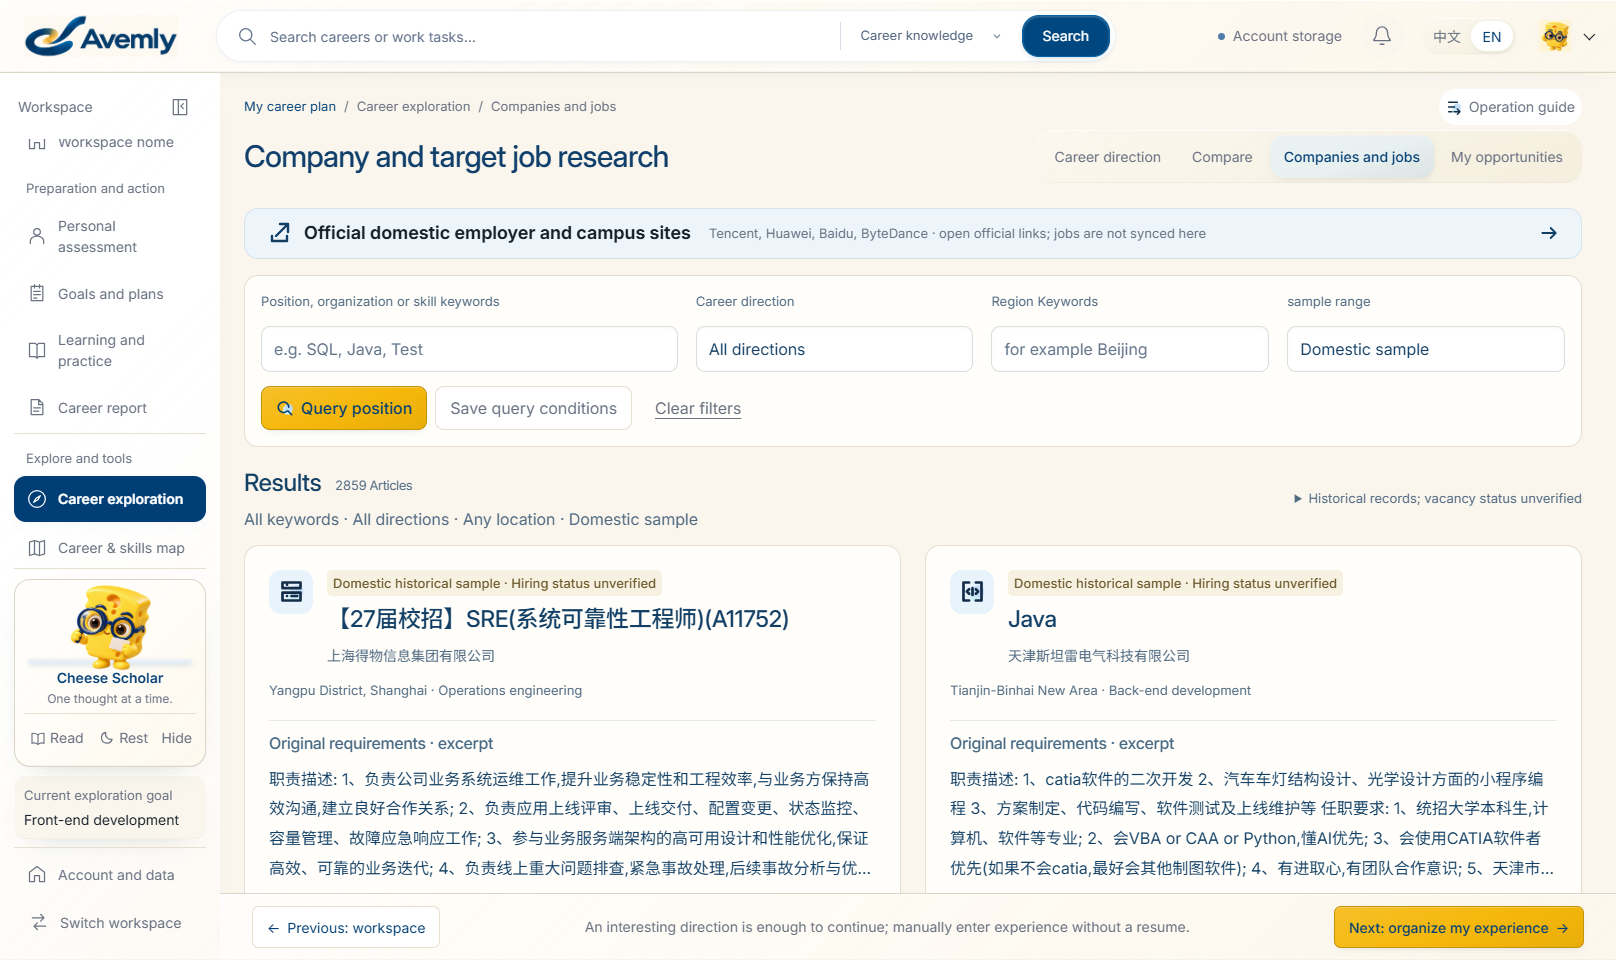 Avemly
Search careers or work tasks...
Career knowledge
Search
Account storage
中文
EN
Workspace
Workspace home
Preparation and action
Personal
assessment
Goals and plans
Learning and
practice
Career report
Explore and tools
Career exploration
Career & skills map
Cheese Scholar
One thought at a time.
Read
Rest
Hide
Current exploration goal
Front-end development
Account and data
Switch workspace
My career plan / Career exploration / Companies and jobs
Operation guide
Company and target job research
Career direction
Compare
Companies and jobs
My opportunities
Official domestic employer and campus sites
Tencent, Huawei, Baidu, ByteDance · open official links; jobs are not synced here
Position, organization or skill keywords
e.g. SQL, Java, Test
Career direction
All directions
Region Keywords
for example Beijing
sample range
Domestic sample
Query position
Save query conditions
Clear filters
Results
2859 Articles
Historical records; vacancy status unverified
All keywords · All directions · Any location · Domestic sample
Domestic historical sample · Hiring status unverified
【27届校招】SRE(系统可靠性工程师)(A11752)
上海得物信息集团有限公司
Yangpu District, Shanghai · Operations engineering
Original requirements · excerpt
职责描述: 1、负责公司业务系统运维工作,提升业务稳定性和工程效率,与业务方保持高
效沟通,建立良好合作关系; 2、负责应用上线评审、上线交付、配置变更、状态监控、
容量管理、故障应急响应工作; 3、参与业务服务端架构的高可用设计和性能优化,保证
高效、可靠的业务迭代; 4、负责线上重大问题排查,紧急事故处理,后续事故分析与优...
Domestic historical sample · Hiring status unverified
Java
天津斯坦雷电气科技有限公司
Tianjin-Binhai New Area · Back-end development
Original requirements · excerpt
职责描述: 1、catia软件的二次开发 2、汽车车灯结构设计、光学设计方面的小程序编
程 3、方案制定、代码编写、软件测试及上线维护等 任职要求: 1、统招大学本科生,计
算机、软件等专业; 2、会VBA or CAA or Python,懂AI优先; 3、会使用CATIA软件者
优先(如果不会catia,最好会其他制图软件); 4、有进取心,有团队合作意识; 5、天津市...
← Previous: workspace
An interesting direction is enough to continue; manually enter experience without a resume.
Next: organize my experience →